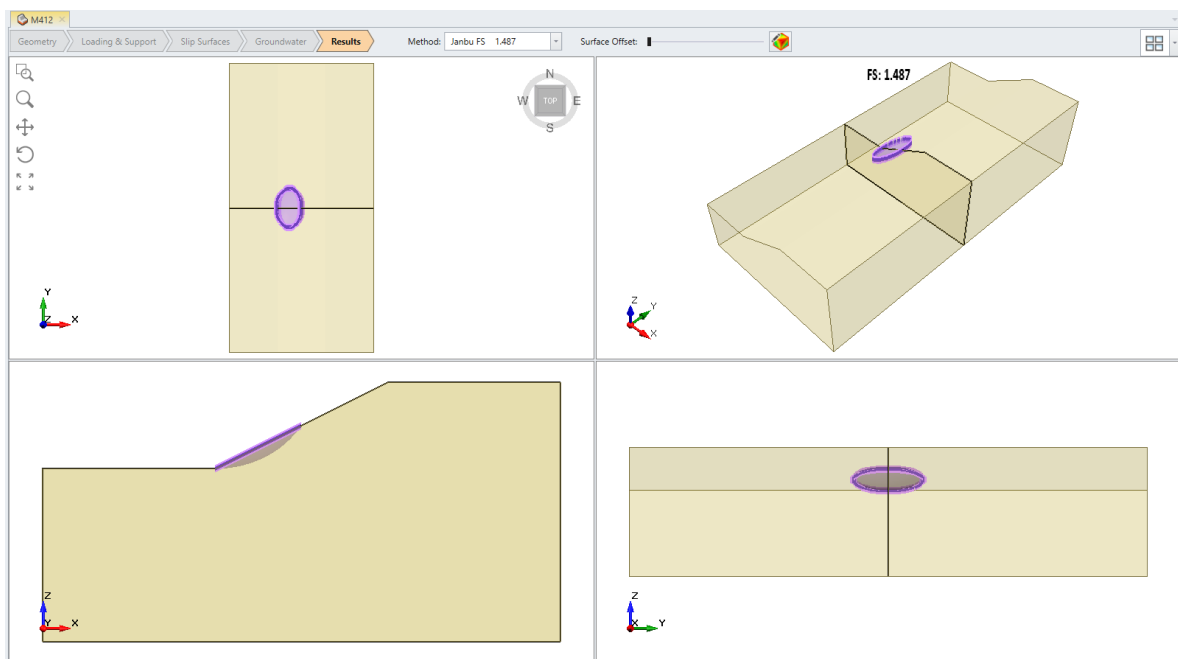 M412
Geometry Loading & Support Slip Surfaces Groundwater Results Method: Janbu FS 1.487 Surface Offset:
N
W TOP E
S
FS: 1.487
Y
Z X
Z
Y
X
Z
Y X
Z
X Y